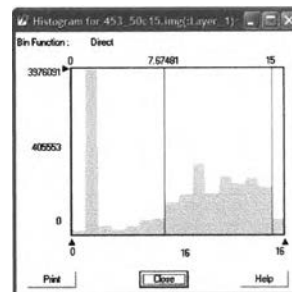 Histogram for 453_50c15.img(:Layer_1):
Bin Function : Direct
0 7.67481 15
3976091
405553
0
0 16 16
Print Close Help